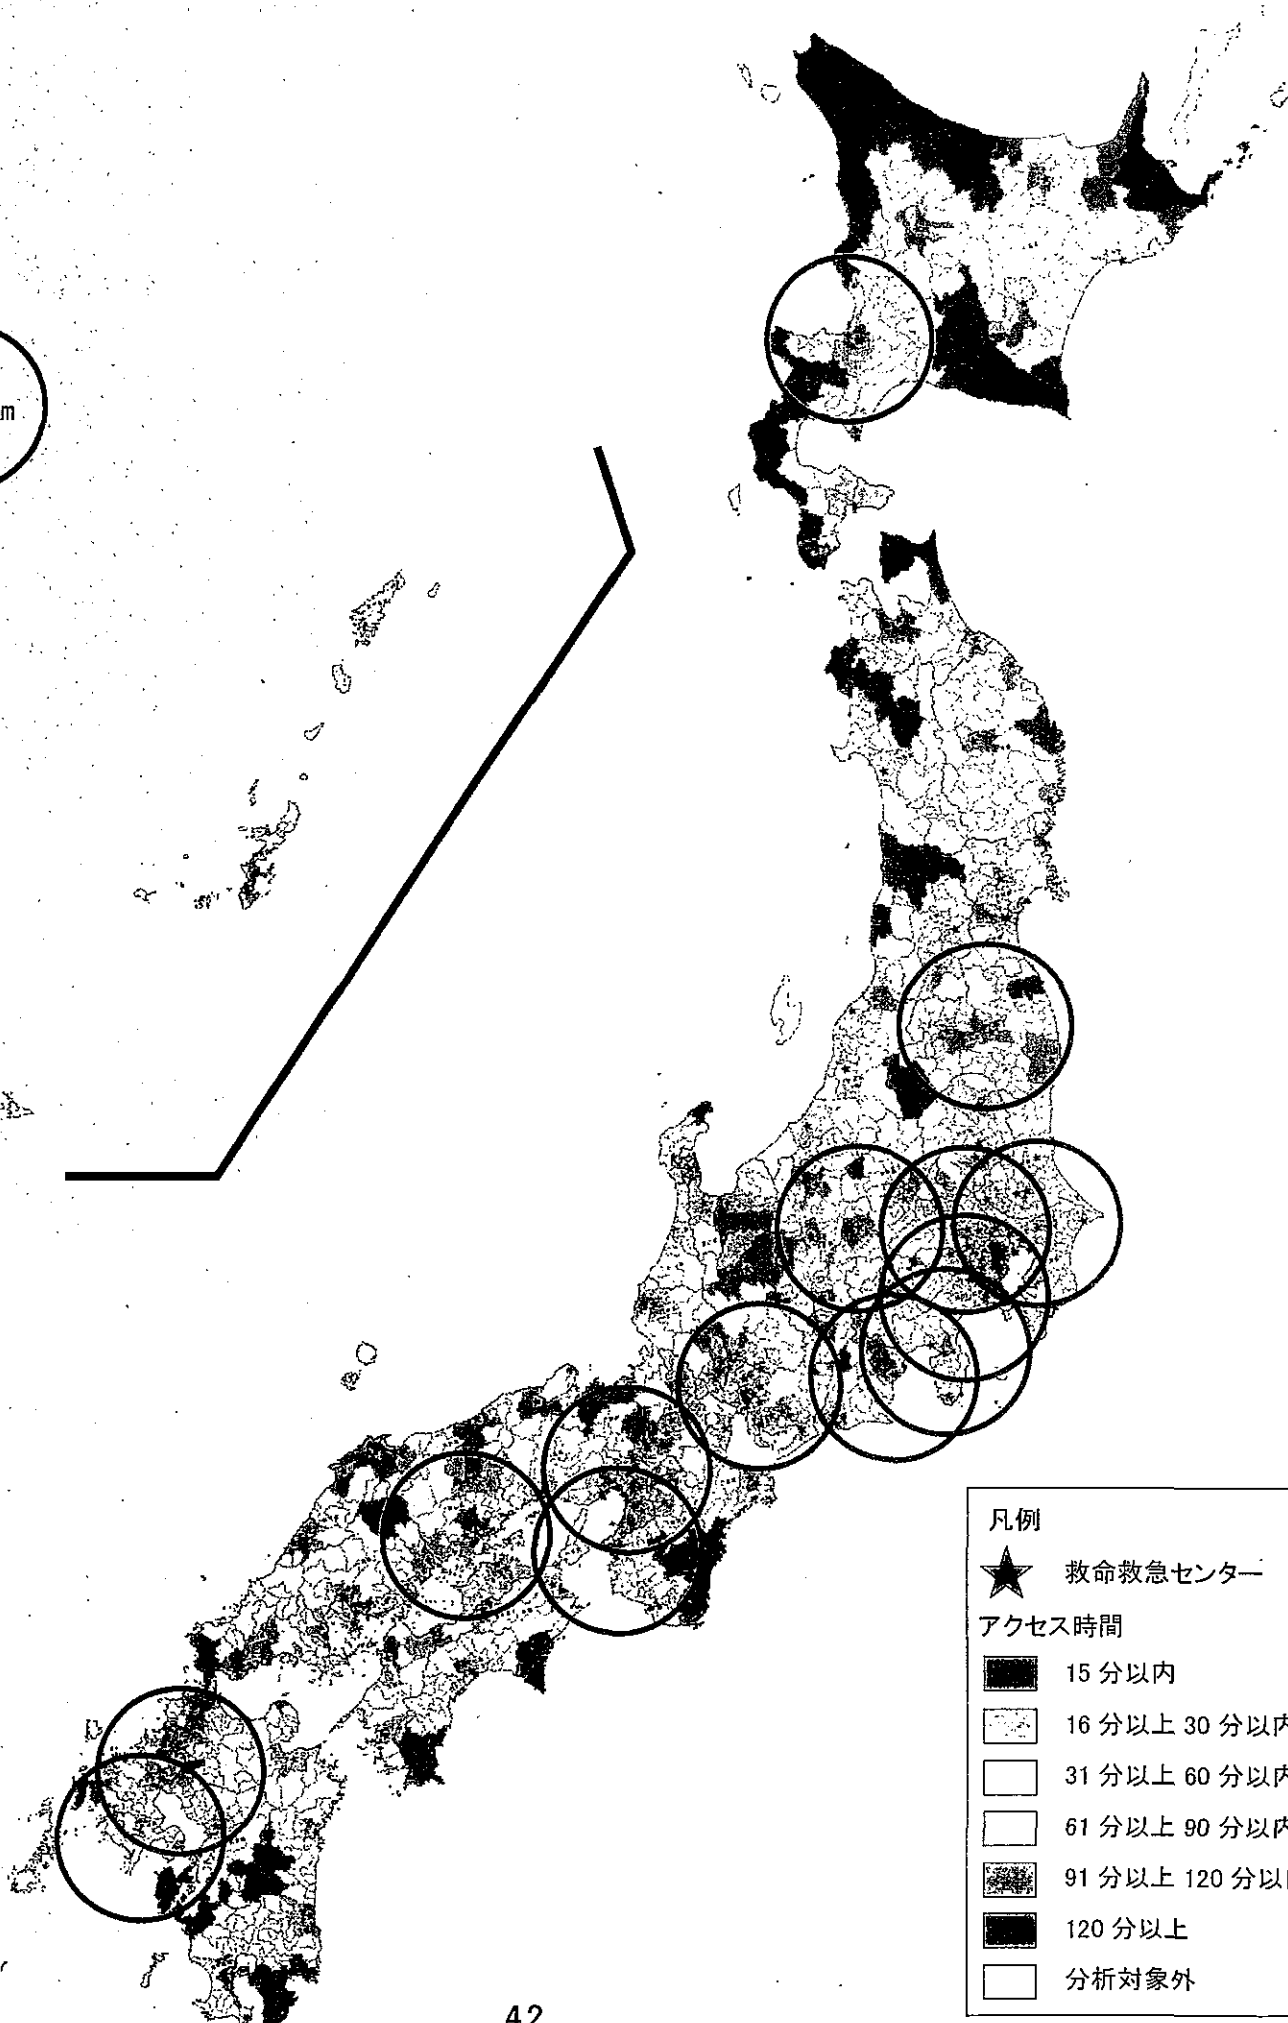 m
凡例
救命救急センター
アクセス時間
15 分以内
16 分以上 30 分以内
31 分以上 60 分以内
61 分以上 90 分以内
91 分以上 120 分以内
120 分以上
分析対象外
42